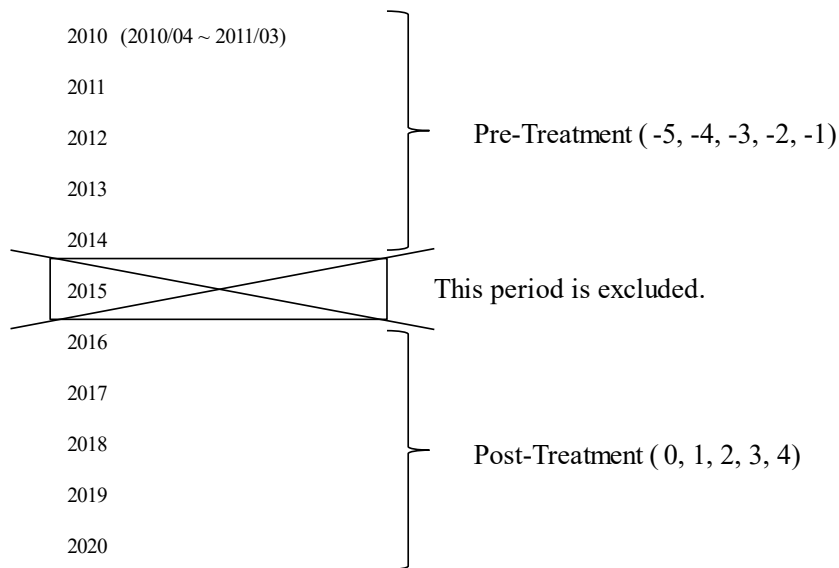 2010 (2010/04 ~ 2011/03)
2011
2012
Pre-Treatment ( -5, -4, -3, -2, -1)
2013
2014
2015
This period is excluded.
2016
2017
2018
Post-Treatment ( 0, 1, 2, 3, 4)
2019
2020